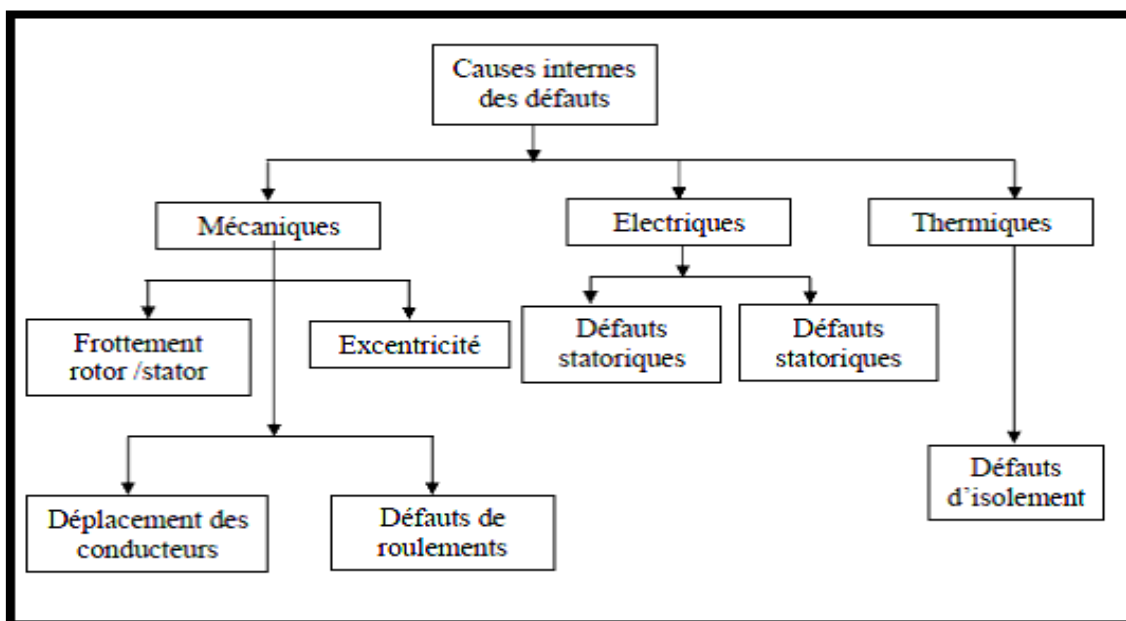 Causes internes
des défauts
Mécaniques
Electriques
Thermiques
Frottement
rotor /stator
Excentricité
Défauts
statoriques
Défauts
statoriques
Déplacement des
conducteurs
Défauts de
roulements
Défauts
d’isolement